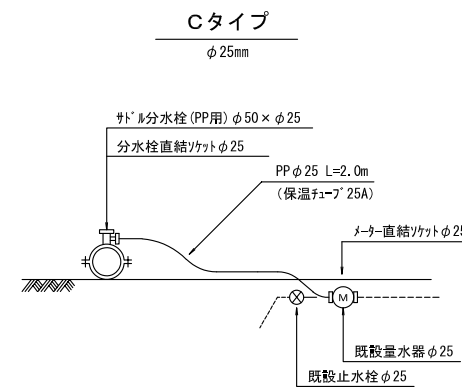 Cタイプ
φ25mm
ｻﾄﾞﾙ分水栓(PP用)φ50×φ25
分水栓直結ｿｹｯﾄφ25
PPφ25 L=2.0m
(保温ﾁｭｰﾌﾞ25A)
ﾒｰﾀｰ直結ｿｹｯﾄφ25
M
既設量水器φ25
既設止水栓φ25